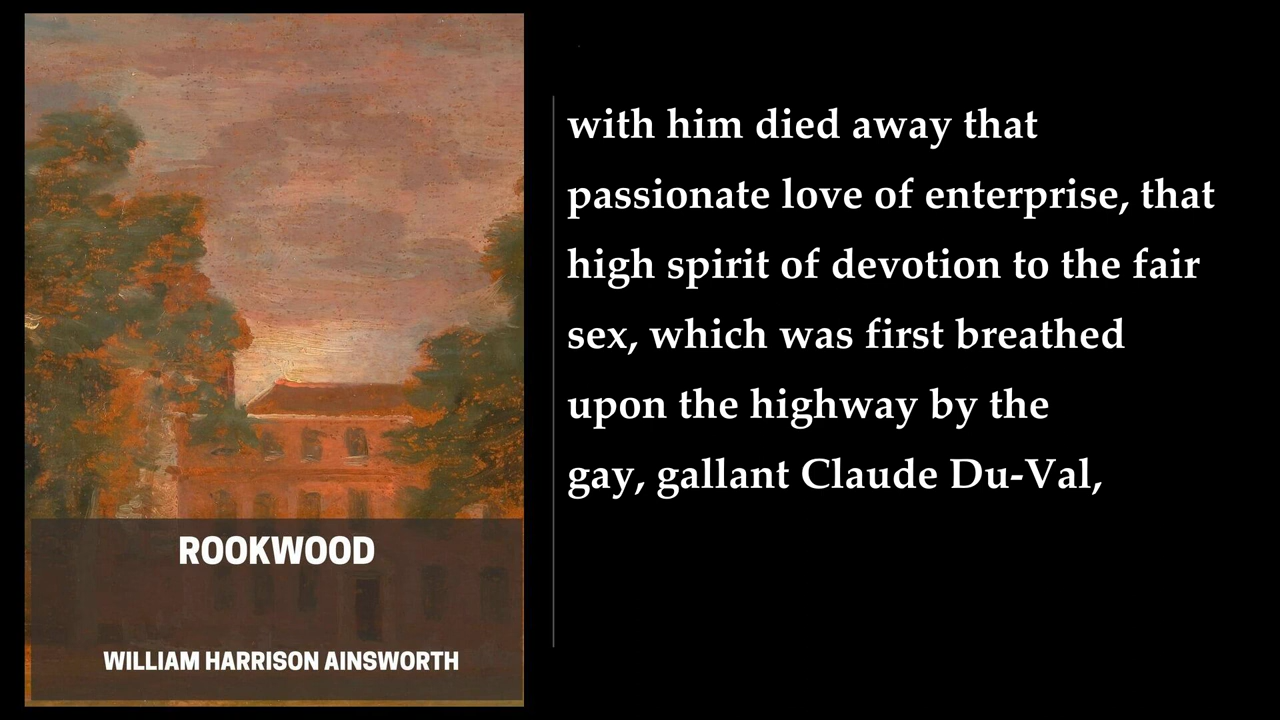 with him died away that
passionate love of enterprise, that
high spirit of devotion to the fair
sex, which was first breathed
upon the highway by the
gay, gallant Claude Du-Val,
ROOKWOOD
WILLIAM HARRISON AINSWORTH